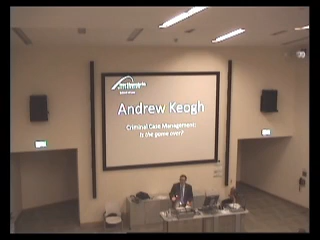 Andrew Keogh
Criminal Case Management:
Is the game over?